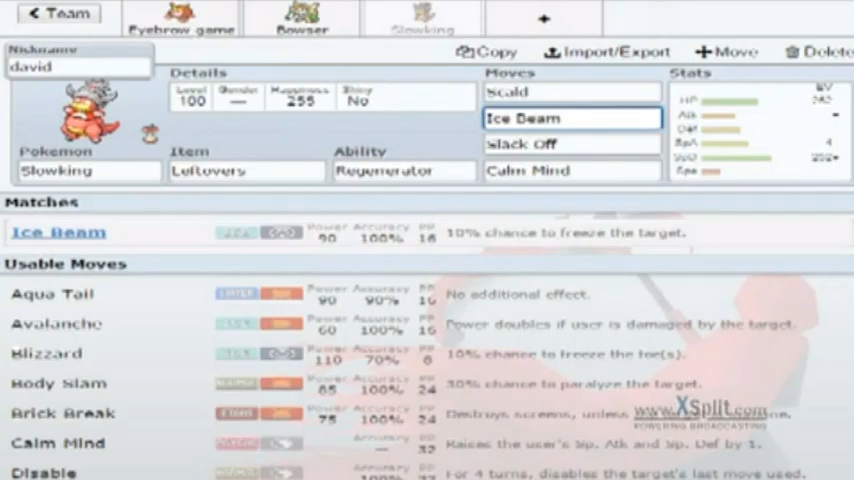 < Team
Eyebrow game
Bowser
Slowking
+
Nickname
david
Copy
Import/Export
Move
Delete
Details
Level
100
Gender
—
Happiness
255
Shiny
No
Pokemon
Slowking
Item
Leftovers
Ability
Regenerator
Moves
Scald
Ice Beam
Slack Off
Calm Mind
Stats
EV
HP
Atk
Def
SpA 4
SpD
Spe
Matches
Ice Beam Power 90 Accuracy 100% PP 16 10% chance to freeze the target.
Usable Moves
Aqua Tail Power 90 Accuracy 90% PP 16 No additional effect.
Avalanche Power 60 Accuracy 100% PP 16 Power doubles if user is damaged by the target.
Blizzard Power 110 Accuracy 70% PP 8 10% chance to freeze the foe(s).
Body Slam Power 85 Accuracy 100% PP 24 30% chance to paralyze the target.
Brick Break Power 75 Accuracy 100% PP 24 Destroys screens, unless
Calm Mind Accuracy — PP 32 Raises the user's Sp. Atk and Sp. Def by 1.
Disable Accuracy 100% PP 32 For 4 turns, disables the target's last move used.
www.XSplit.com
POWERING BROADCASTING